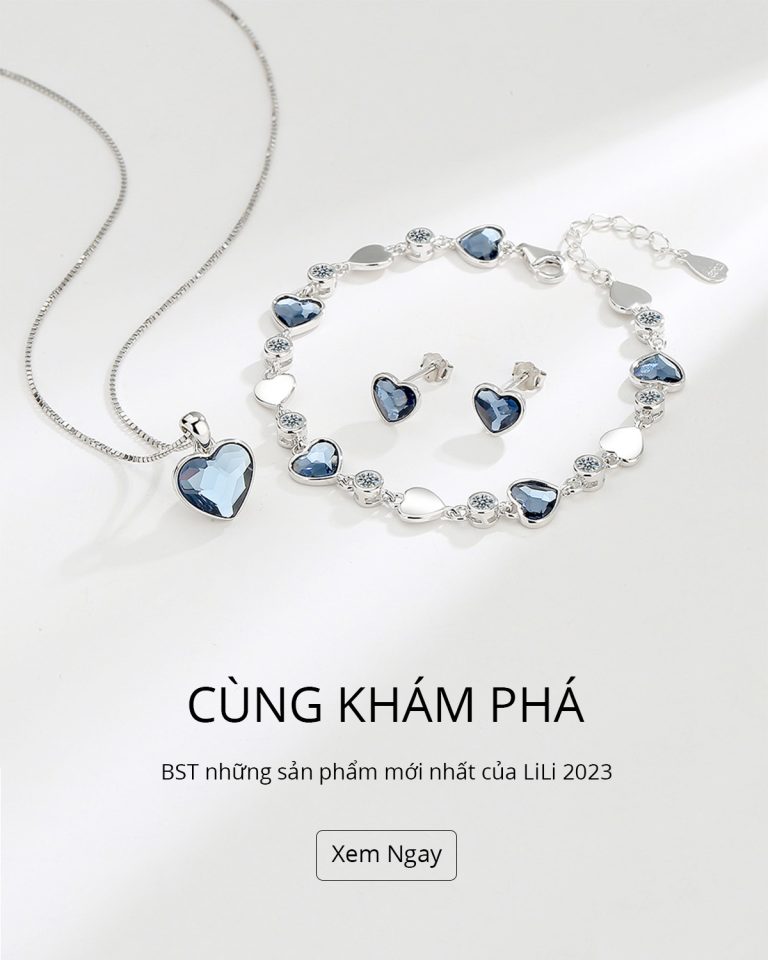 CÙNG KHÁM PHÁ
BST những sản phẩm mới nhất của LiLi 2023
Xem Ngay